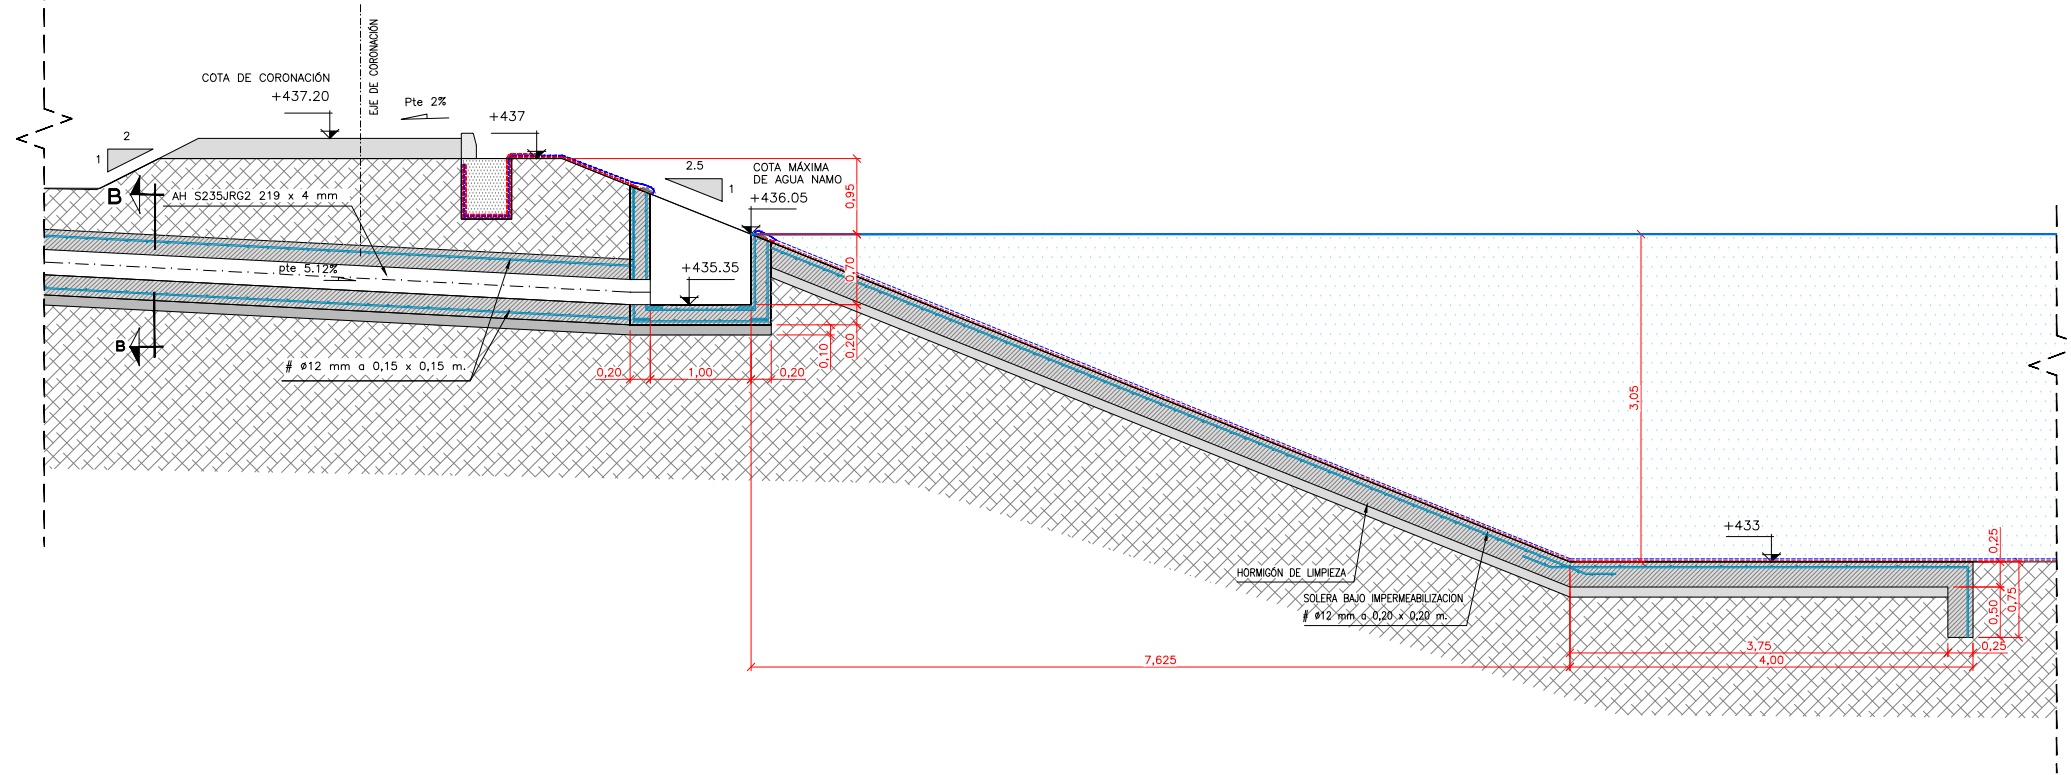 EJE DE CORONACIÓN
COTA DE CORONACIÓN
+437.20
Pte 2%
+437
2
1
2.5
1
COTA MÁXIMA
DE AGUA NAMO
+436.05
B
AH S235JRG2 219 x 4 mm
0,95
pte 5.12%
+435.35
0,70
B
# ø12 mm a 0,15 x 0,15 m.
0,20
0,10
0,20
1,00
0,20
3,05
+433
HORMIGÓN DE LIMPIEZA
SOLERA BAJO IMPERMEABILIZACION
# ø12 mm a 0,20 x 0,20 m.
0,25
0,50
0,75
3,75
0,25
7,625
4,00